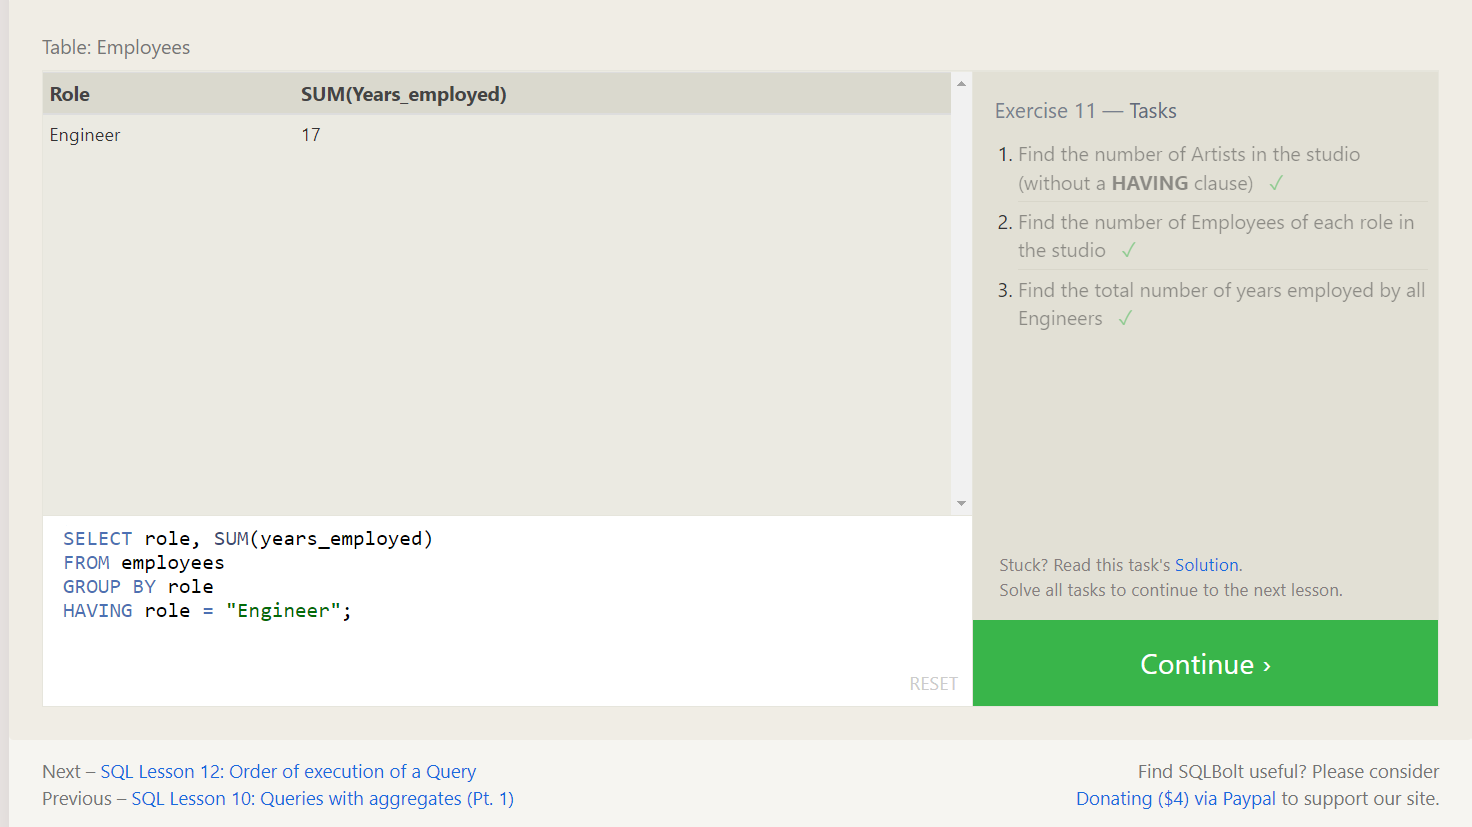 Table: Employees
Role SUM(Years_employed)
Engineer 17
SELECT role, SUM(years_employed)
FROM employees
GROUP BY role
HAVING role = "Engineer";
RESET
Exercise 11 — Tasks
1. Find the number of Artists in the studio
(without a HAVING clause) ✓
2. Find the number of Employees of each role in
the studio ✓
3. Find the total number of years employed by all
Engineers ✓
Stuck? Read this task's Solution.
Solve all tasks to continue to the next lesson.
Continue ›
Next – SQL Lesson 12: Order of execution of a Query
Previous – SQL Lesson 10: Queries with aggregates (Pt. 1)
Find SQLBolt useful? Please consider
Donating ($4) via Paypal to support our site.